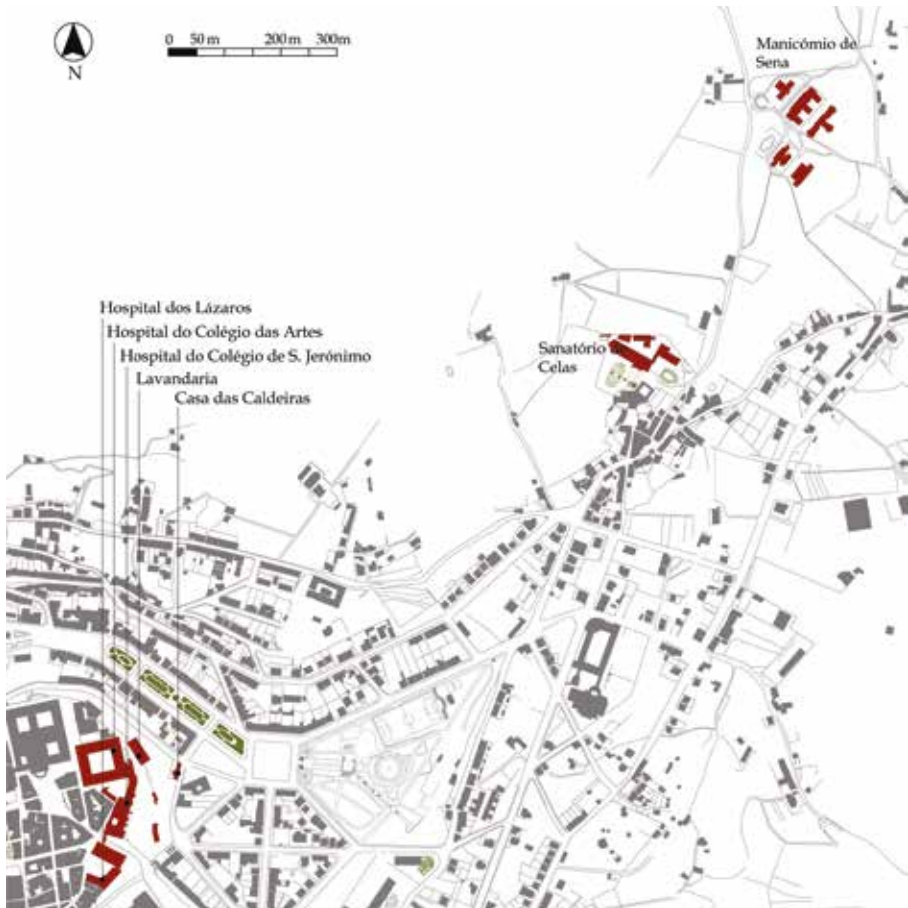 N
0 50 m 200 m 300m
Manicómio de
Sena
Hospital dos Lázaros
Hospital do Colégio das Artes
Hospital do Colégio de S. Jerónimo
Lavandaria
Casa das Caldeiras
Sanatório de
Celas